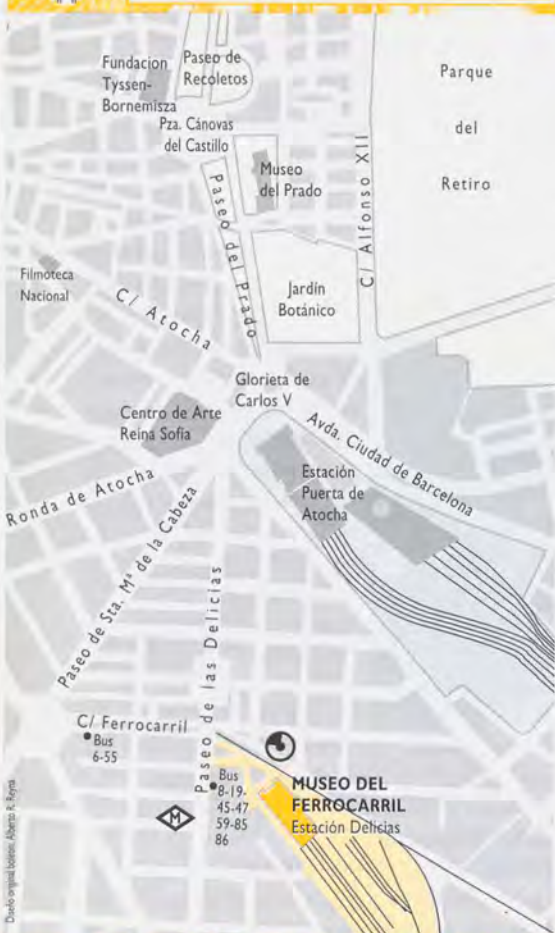 Fundacion
Tyssen-
Bornemisza
Paseo de
Recoletos
Parque
del
Retiro
Pza. Cánovas
del Castillo
Museo
del Prado
C/ Alfonso XII
Paseo del Prado
Filmoteca
Nacional
C/ Atocha
Jardín
Botánico
Glorieta de
Carlos V
Centro de Arte
Reina Sofía
Avda. Ciudad de Barcelona
Estación
Puerta de
Atocha
Ronda de Atocha
Paseo de Sta. Mª de la Cabeza
Paseo de las Delicias
C/ Ferrocarril
Bus
6-55
Bus
8-19-
45-47
59-85
86
M
MUSEO DEL
FERROCARRIL
Estación Delicias
Diseño original boletín: Alberto R. Reyna